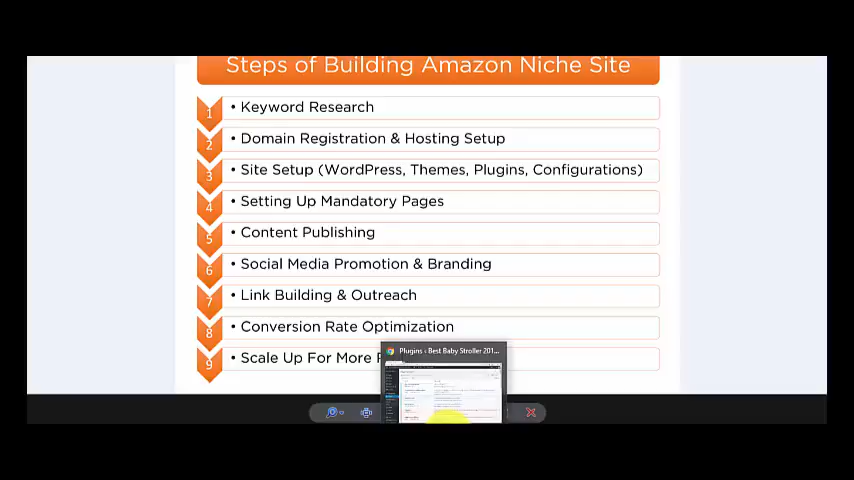 Steps of Building Amazon Niche Site
1 • Keyword Research
2 • Domain Registration & Hosting Setup
3 • Site Setup (WordPress, Themes, Plugins, Configurations)
4 • Setting Up Mandatory Pages
5 • Content Publishing
6 • Social Media Promotion & Branding
7 • Link Building & Outreach
8 • Conversion Rate Optimization
9 • Scale Up For More
Plugins ‹ Best Baby Stroller 201...